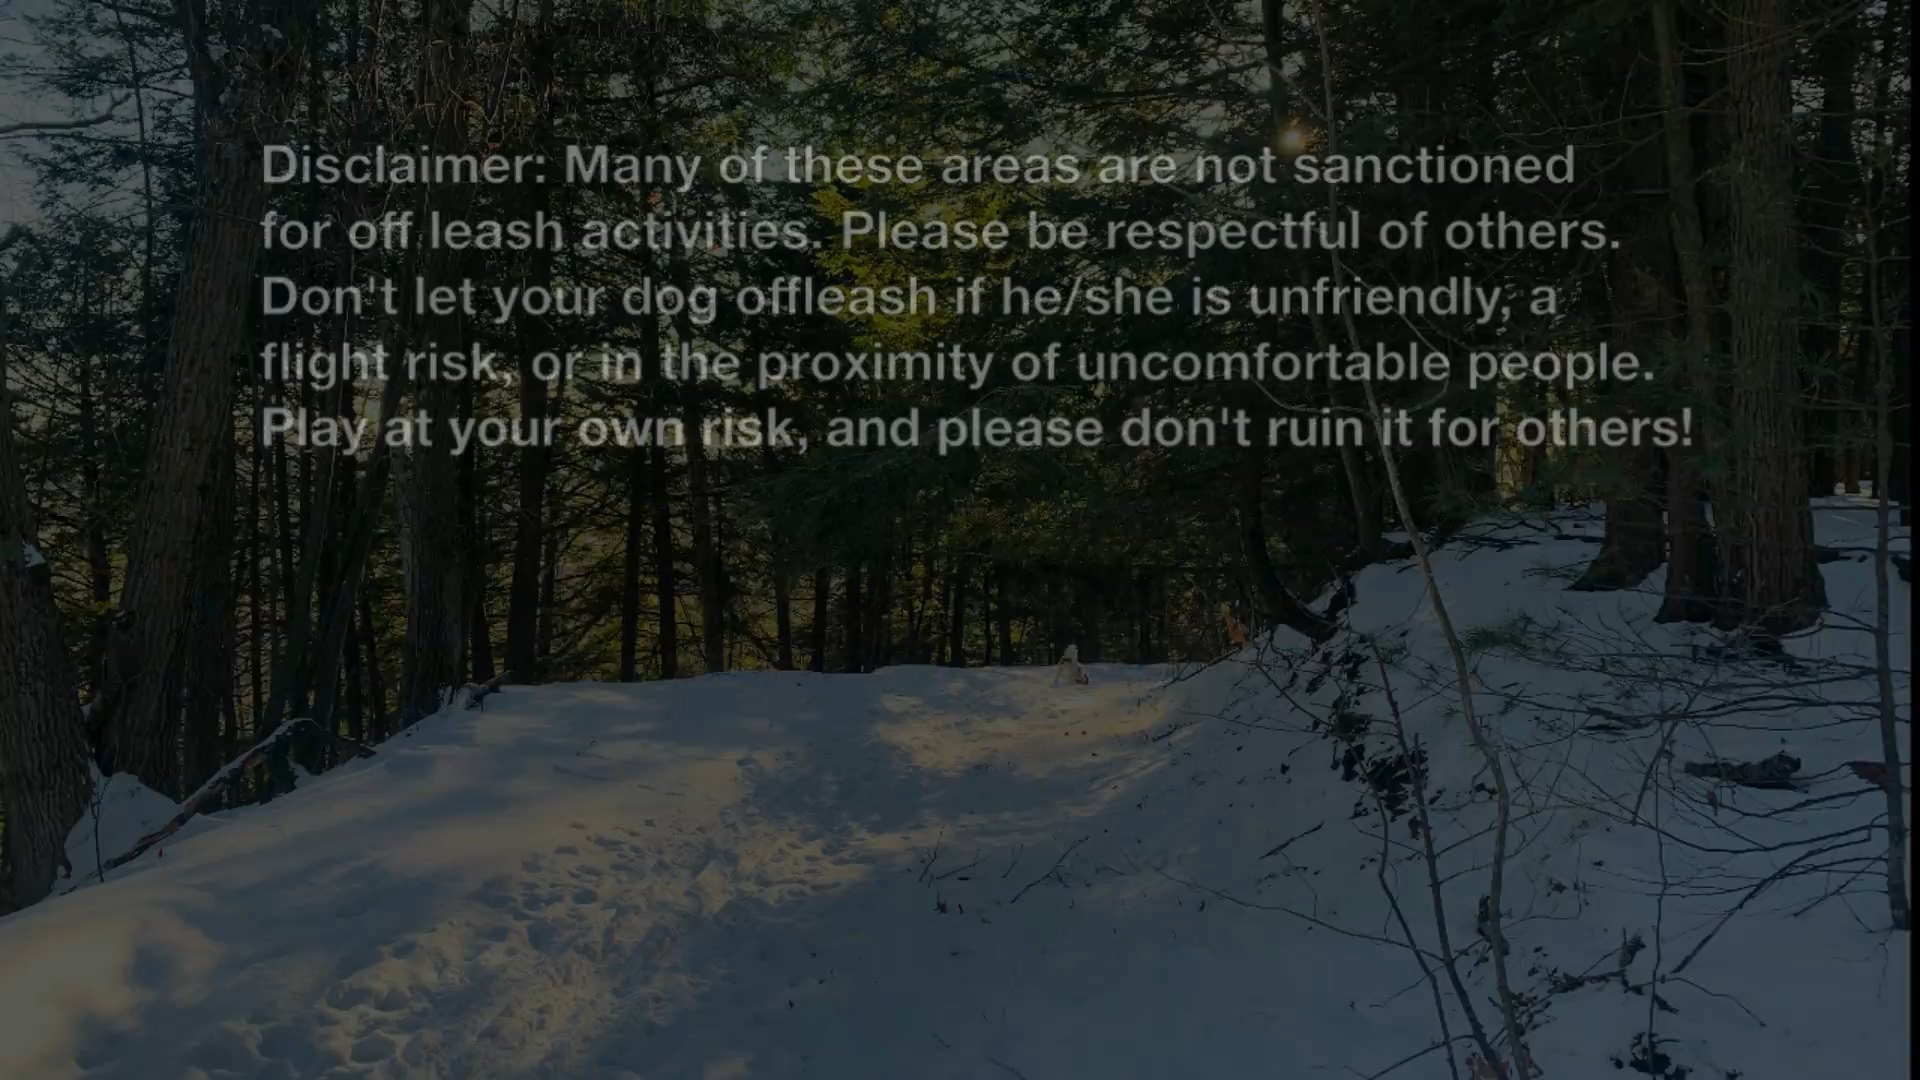 Disclaimer: Many of these areas are not sanctioned
for off leash activities. Please be respectful of others.
Don't let your dog offleash if he/she is unfriendly, a
flight risk, or in the proximity of uncomfortable people.
Play at your own risk, and please don't ruin it for others!